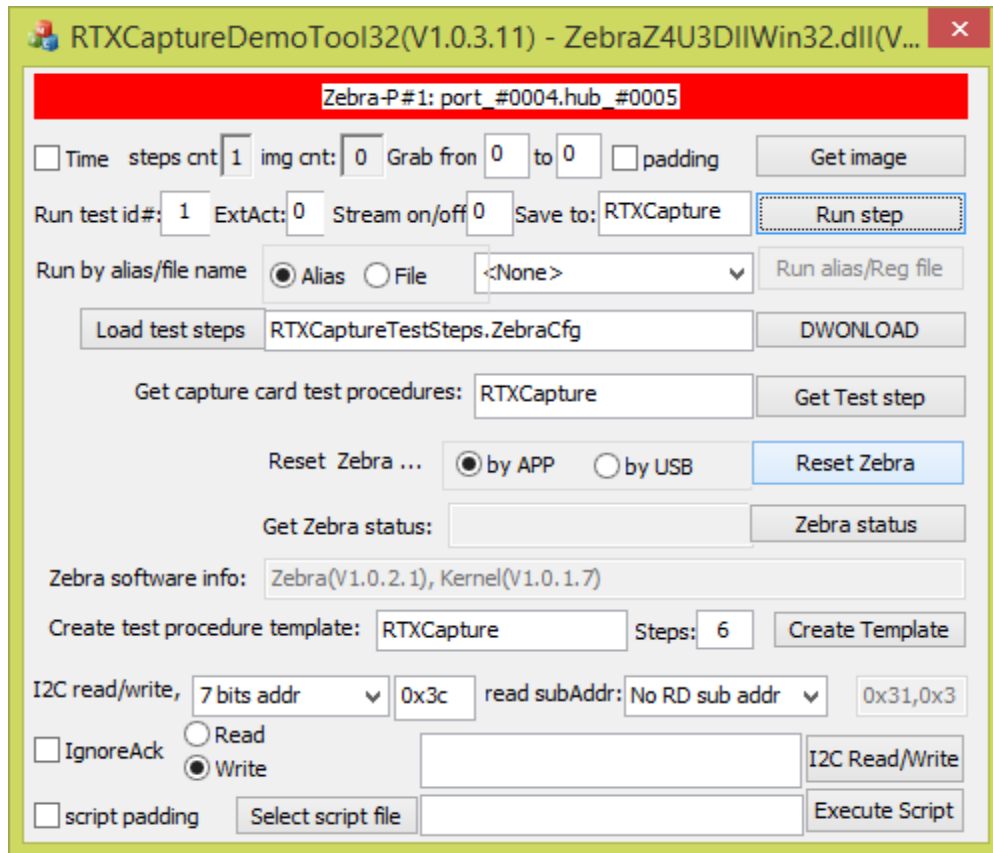 RTXCaptureDemoTool32(V1.0.3.11) - ZebraZ4U3DllWin32.dll(V...
Zebra-P#1: port_#0004.hub_#0005
Time steps cnt 1 img cnt: 0 Grab fron 0 to 0 padding Get image
Run test id#: 1 ExtAct: 0 Stream on/off 0 Save to: RTXCapture Run step
Run by alias/file name Alias File <None> Run alias/Reg file
Load test steps RTXCaptureTestSteps.ZebraCfg DWONLOAD
Get capture card test procedures: RTXCapture Get Test step
Reset Zebra ... by APP by USB Reset Zebra
Get Zebra status: Zebra status
Zebra software info: Zebra(V1.0.2.1), Kernel(V1.0.1.7)
Create test procedure template: RTXCapture Steps: 6 Create Template
I2C read/write, 7 bits addr 0x3c read subAddr: No RD sub addr 0x31,0x3
IgnoreAck Read
Write I2C Read/Write
script padding Select script file Execute Script